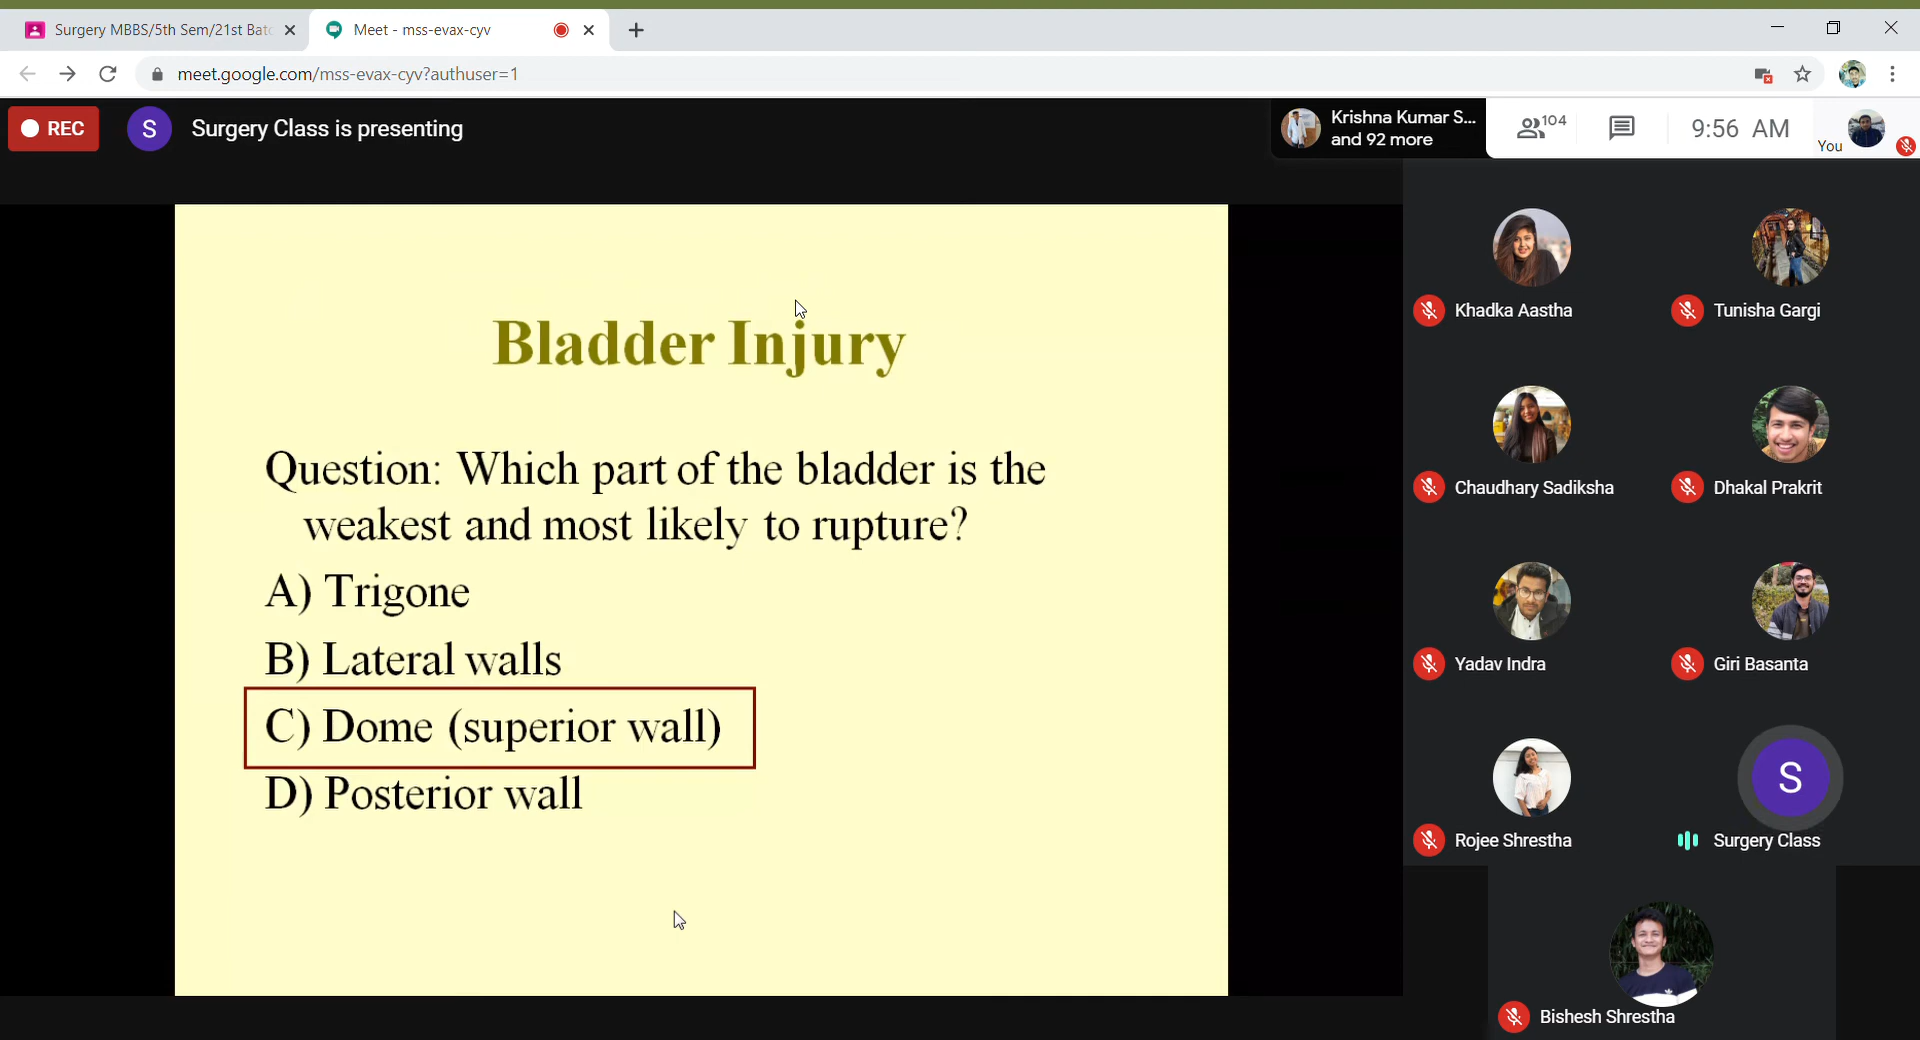 Surgery MBBS/5th Sem/21st Batc
Meet - mss-evax-cyv
meet.google.com/mss-evax-cyv?authuser=1
REC
S
Surgery Class is presenting
Krishna Kumar S...
and 92 more
104
9:56 AM
You
Bladder Injury
Question: Which part of the bladder is the
weakest and most likely to rupture?
A) Trigone
B) Lateral walls
C) Dome (superior wall)
D) Posterior wall
Khadka Aastha
Tunisha Gargi
Chaudhary Sadiksha
Dhakal Prakrit
Yadav Indra
Giri Basanta
S
Rojee Shrestha
Surgery Class
Bishesh Shrestha